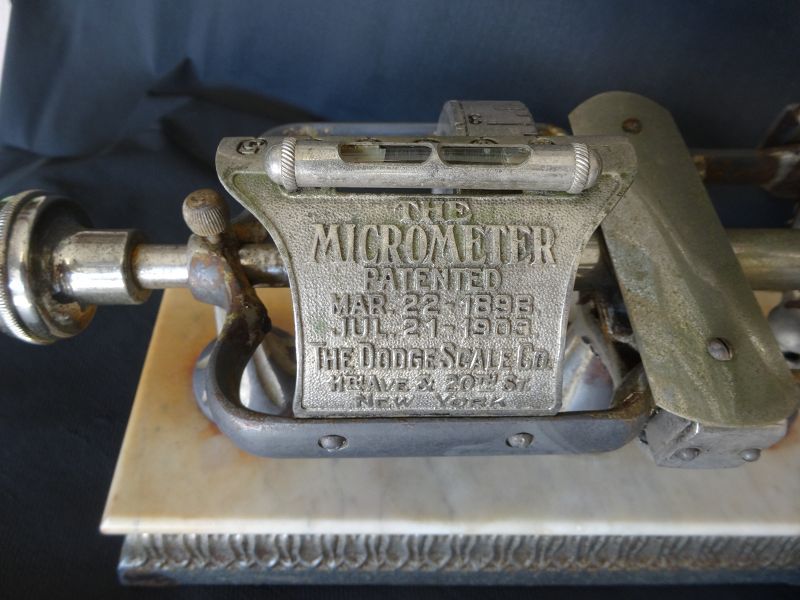 THE
MICROMETER
PATENTED
MAR. 22-1898
JUL. 21-1903
THE DODGE SCALE CO.
11TH AVE & 20TH ST.
NEW YORK